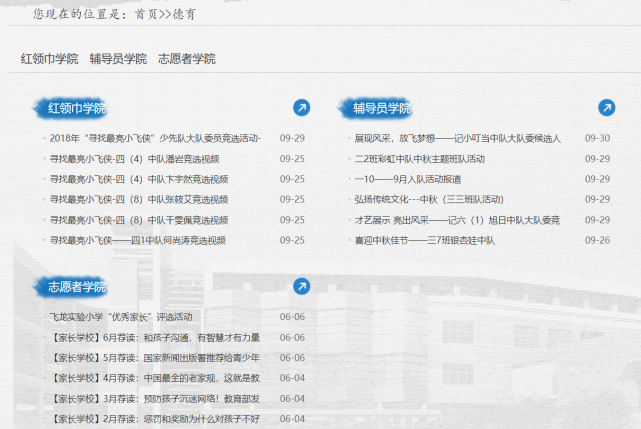 您现在的位置是：首页>>德育
红领巾学院 辅导员学院 志愿者学院
红领巾学院
2018年“寻找最亮小飞侠”少先队大队委员竞选活动- 09-29
寻找最亮小飞侠-四（4）中队潘岩竞选视频 09-25
寻找最亮小飞侠-四（4）中队卞宇然竞选视频 09-25
寻找最亮小飞侠-四（8）中队张筱艾竞选视频 09-25
寻找最亮小飞侠-四（8）中队干雯佩竞选视频 09-25
寻找最亮小飞侠——四1中队何尚涛竞选视频 09-25
辅导员学院
展现风采，放飞梦想——记小叮当中队大队委候选人 09-30
二2班彩虹中队中秋主题班队活动 09-29
一10——9月入队活动报道 09-29
弘扬传统文化---中秋（三三班队活动） 09-29
才艺展示 亮出风采——记六（1）旭日中队大队委竞 09-29
喜迎中秋佳节——三7班银杏娃中队 09-26
志愿者学院
飞龙实验小学“优秀家长”评选活动 06-06
【家长学校】6月荐读：和孩子沟通，有智慧才有力量 06-06
【家长学校】5月荐读：国家新闻出版署推荐给青少年 06-06
【家长学校】4月荐读：中国最全的老家规，这就是教 06-04
【家长学校】3月荐读：预防孩子沉迷网络！教育部发 06-04
【家长学校】2月荐读：惩罚和奖励为什么对孩子不好 06-04